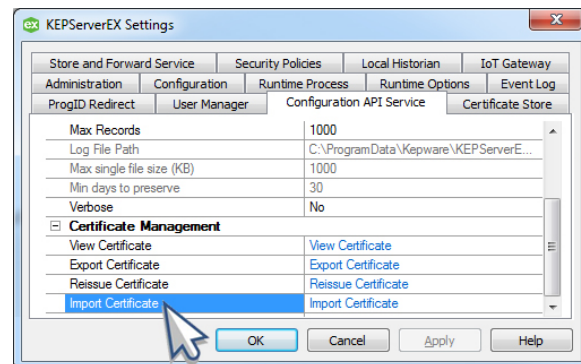 KEPServerEX Settings
Store and Forward Service Security Policies Local Historian IoT Gateway
Administration Configuration Runtime Process Runtime Options Event Log
ProgID Redirect User Manager Configuration API Service Certificate Store
Max Records 1000
Log File Path C:\ProgramData\Kepware\KEPServerE...
Max single file size (KB) 1000
Min days to preserve 30
Verbose No
Certificate Management
View Certificate View Certificate
Export Certificate Export Certificate
Reissue Certificate Reissue Certificate
Import Certificate Import Certificate
OK Cancel Apply Help